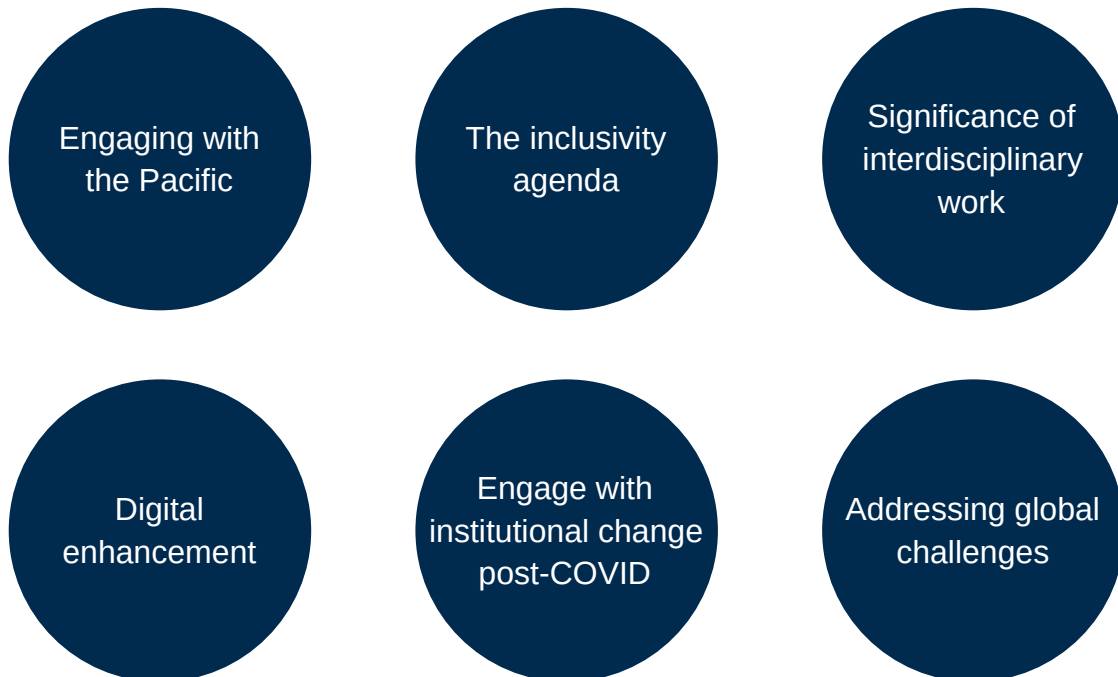 Engaging with
the Pacific
The inclusivity
agenda
Significance of
interdisciplinary
work
Digital
enhancement
Engage with
institutional change
post-COVID
Addressing global
challenges